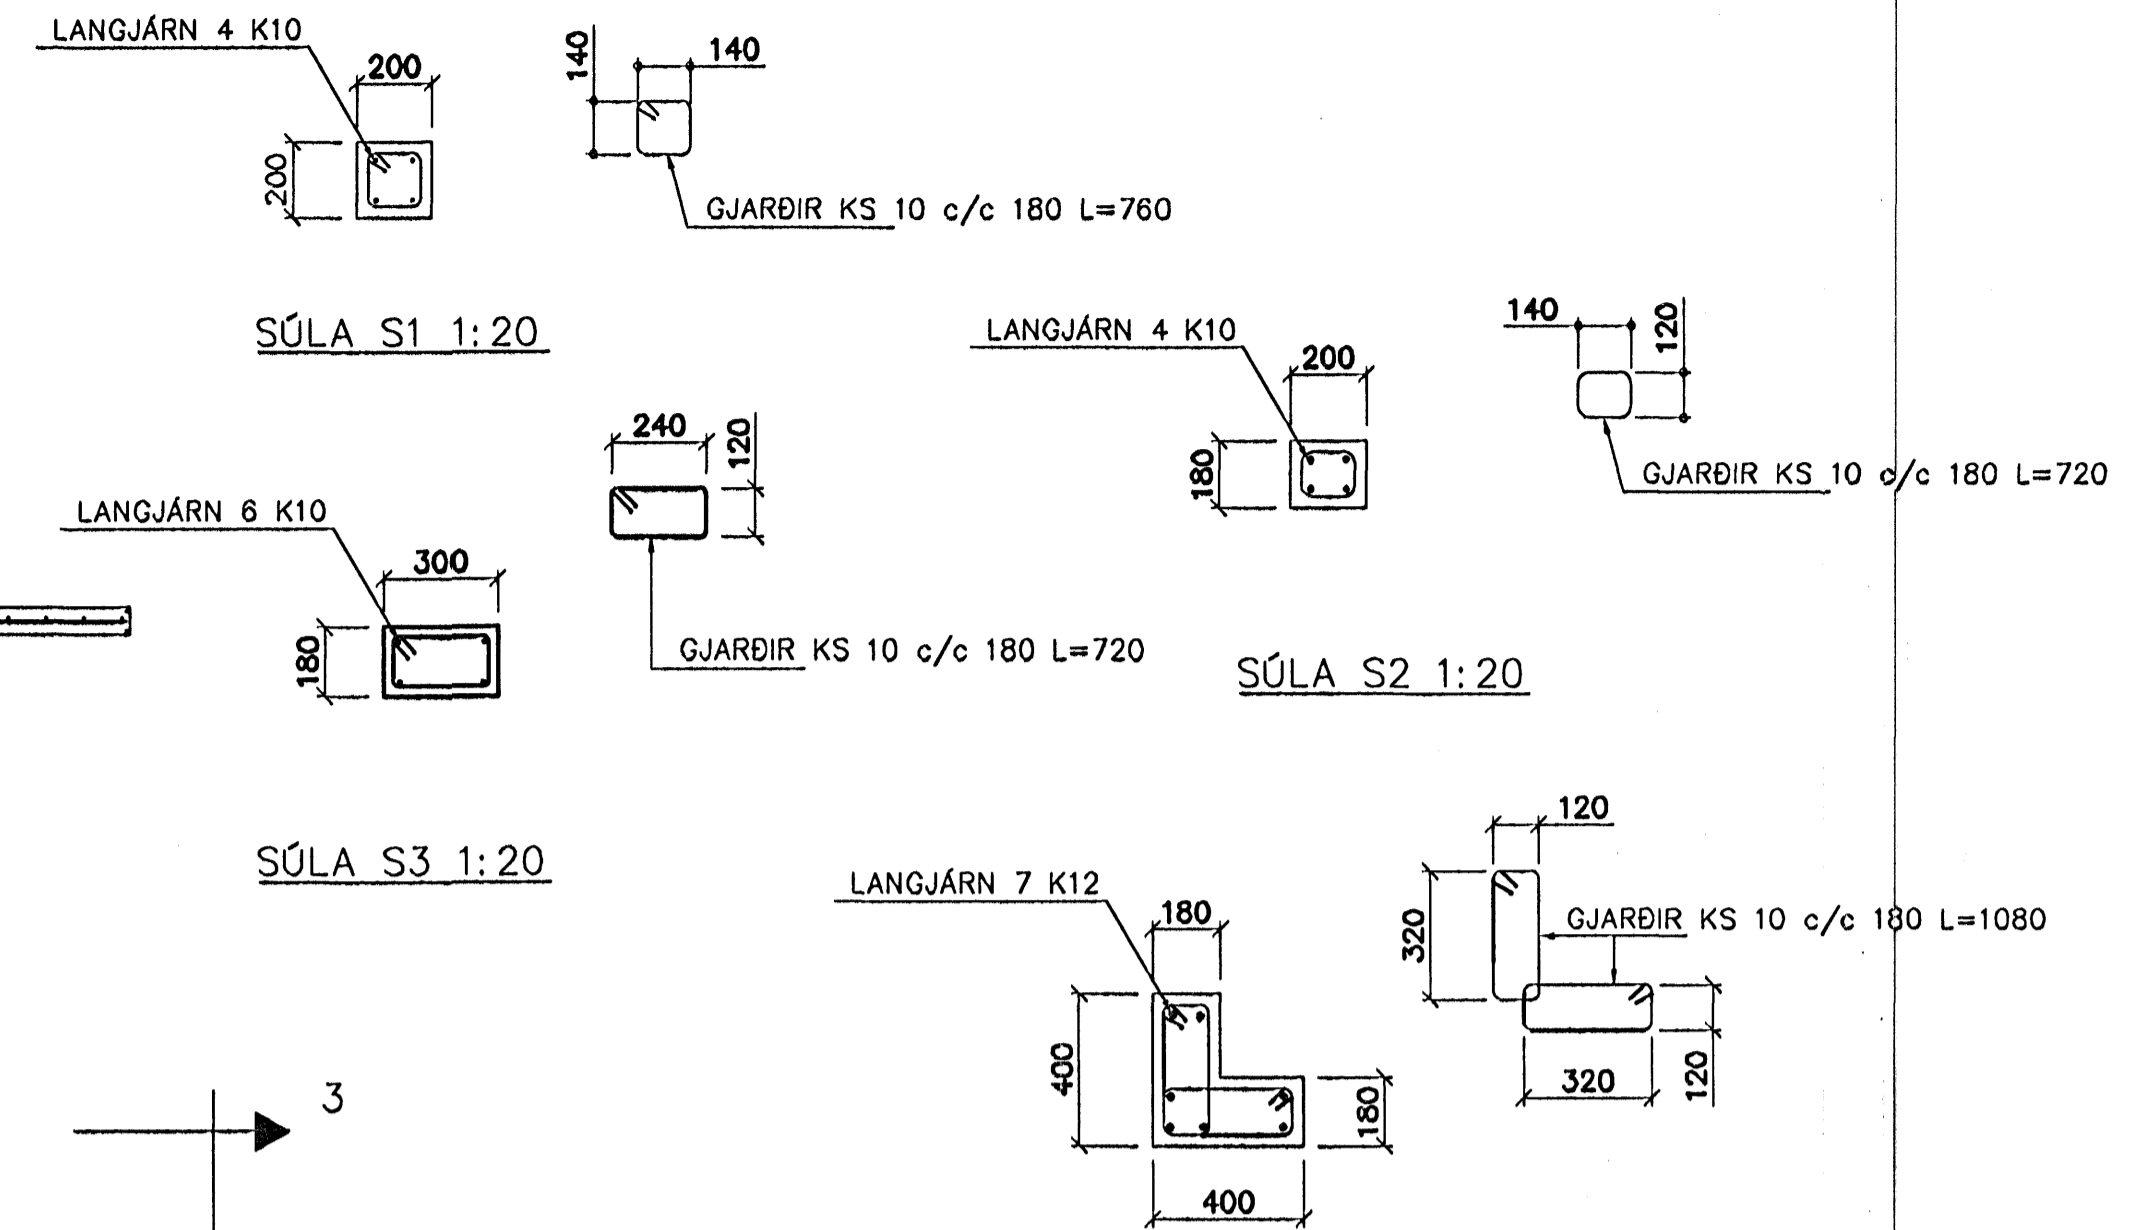 LANGJÁRN 4 K10
200
200
140
140
GJARÐIR KS 10 c/c 180 L=760
SÚLA S1 1:20
LANGJÁRN 4 K10
200
180
140
120
GJARÐIR KS 10 c/c 180 L=720
SÚLA S2 1:20
LANGJÁRN 6 K10
300
180
240
120
GJARÐIR KS 10 c/c 180 L=720
SÚLA S3 1:20
LANGJÁRN 7 K12
180
400
180
400
120
320
GJARÐIR KS 10 c/c 180 L=1080
320
120
3